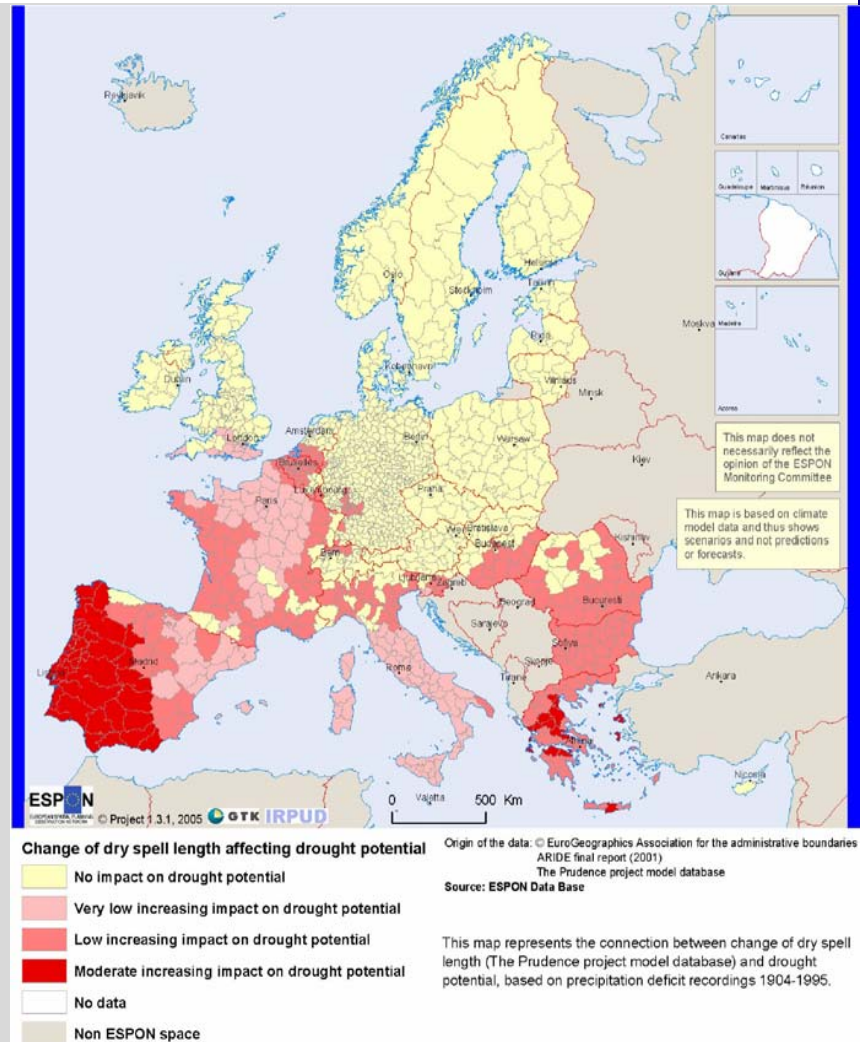 Reykjavik
Canarias
Guadeloupe
Martinique
Réunion
Guyane
Madeira
Acores
Oslo
Helsinki
Tallinn
Stockholm
Riga
Moskva
København
Vilnius
Minsk
Dublin
London
Amsterdam
Berlin
Warsaw
Bruxelles
Kiev
Luxembourg
Praha
Paris
Wien
Bratislava
Budapest
Kishinev
Bern
Ljubljana
Zagreb
Beograd
Bucuresti
Sarajevo
Sofiya
Skopje
Madrid
Roma
Tirane
Ankara
Athinai
Nicosia
Valletta
This map does not
necessarily reflect the
opinion of the ESPON
Monitoring Committee
This map is based on climate
model data and thus shows
scenarios and not predictions
or forecasts.
ESPON
© Project 1.3.1, 2005 GTK IRPUD
0 500 Km
Change of dry spell length affecting drought potential
No impact on drought potential
Very low increasing impact on drought potential
Low increasing impact on drought potential
Moderate increasing impact on drought potential
No data
Non ESPON space
Origin of the data: © EuroGeographics Association for the administrative boundaries
ARIDE final report (2001)
The Prudence project model database
Source: ESPON Data Base
This map represents the connection between change of dry spell
length (The Prudence project model database) and drought
potential, based on precipitation deficit recordings 1904-1995.